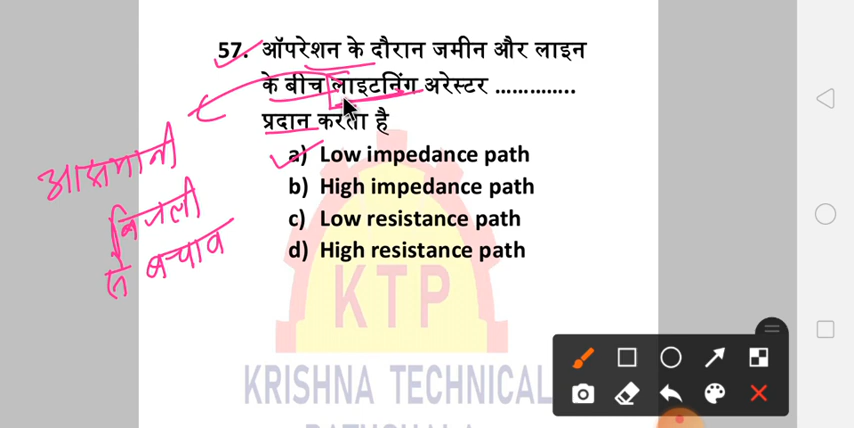 57. ऑपरेशन के दौरान जमीन और लाइन
के बीच लाइटनिंग अरेस्टर ..............
प्रदान करता है
a) Low impedance path
b) High impedance path
c) Low resistance path
d) High resistance path
आसमानी
बिजली
से बचाव
KTP
KRISHNA TECHNICAL